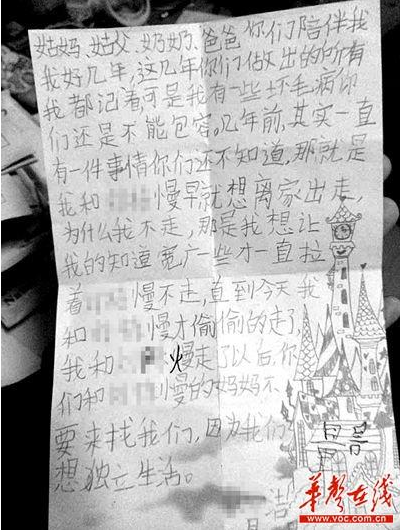 姑妈、姑父、奶奶、爸爸你们陪伴我
我好几年,这几年你们做出的所有
我都记着可是我有一些坏毛病你
们还是不能包容。几年前,其实一直
有一件事情你们还不知道,那就是
我和 慢早就想离家出走,
为什么我不走,那是我想让
我的知道宽广一些才一直拉
着 慢不走,直到今天我
和 慢才偷偷的走了,
我和 慢走了以后你
们和 慢的妈妈不
要来找我们,因为我们
想独立生活。
华声在线
www.voc.com.cn